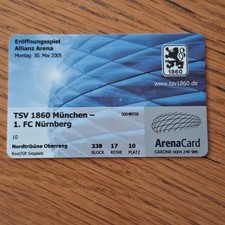 Eröffnungsspiel
Allianz Arena
Montag 30. Mai 2005
1860
www.tsv1860.de
TSV 1860 München –
1. FC Nürnberg
10
Nordtribüne Oberrang
338 17 10
BLOCK REIHE PLATZ
ArenaCard